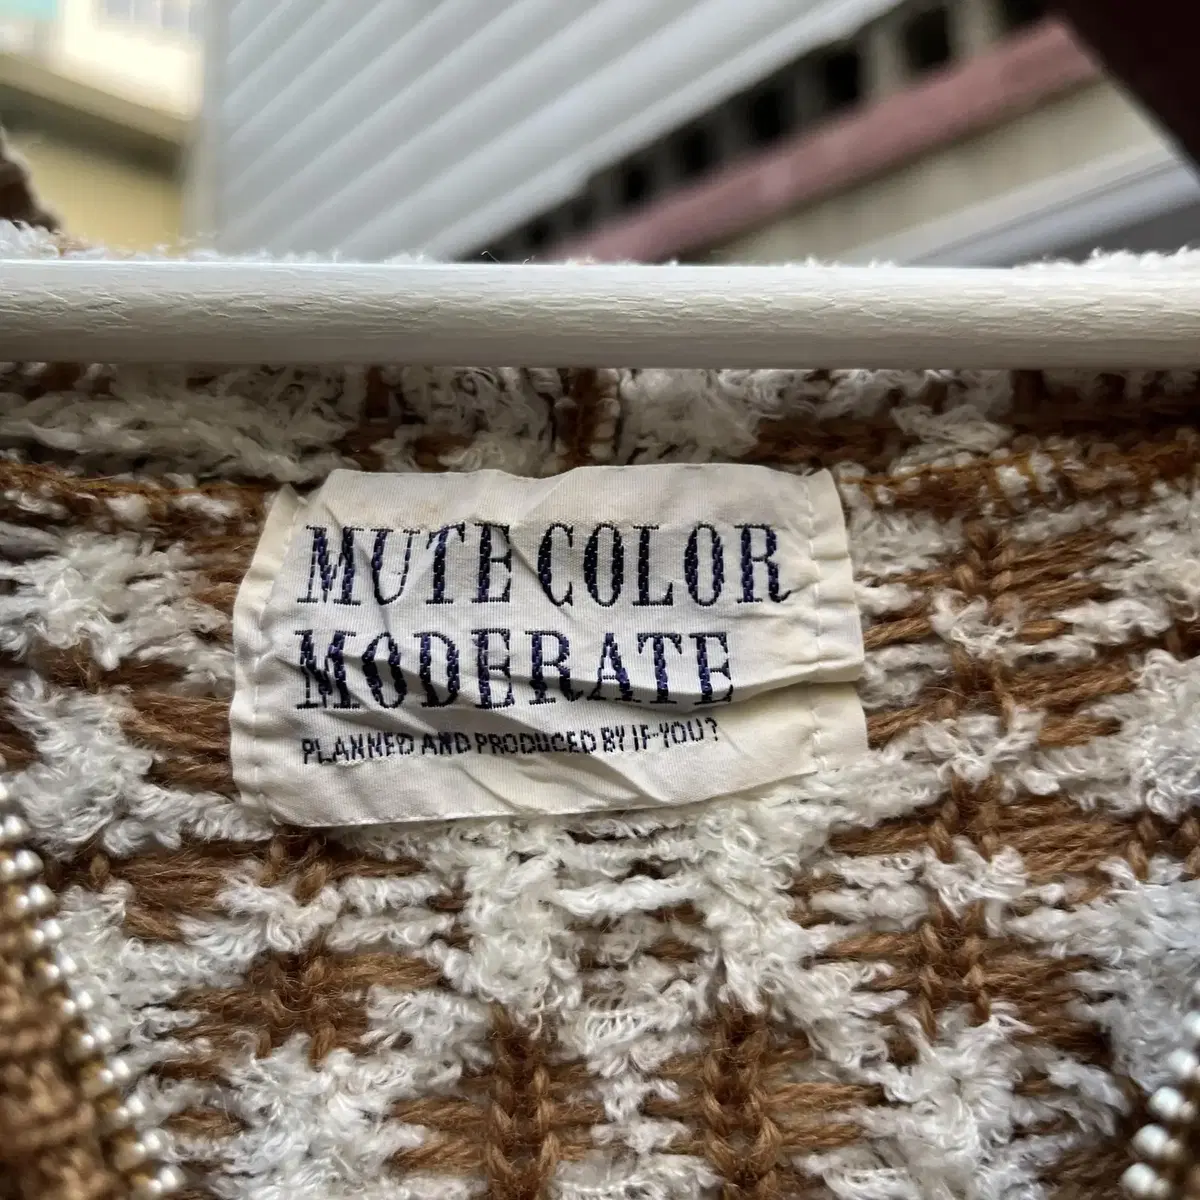 MUTE COLOR
MODERATE
PLANNED AND PRODUCED BY IF-YOU?